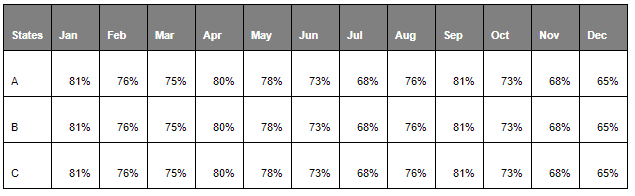 States Jan Feb Mar Apr May Jun Jul Aug Sep Oct Nov Dec
A 81% 76% 75% 80% 78% 73% 68% 76% 81% 73% 68% 65%
B 81% 76% 75% 80% 78% 73% 68% 76% 81% 73% 68% 65%
C 81% 76% 75% 80% 78% 73% 68% 76% 81% 73% 68% 65%